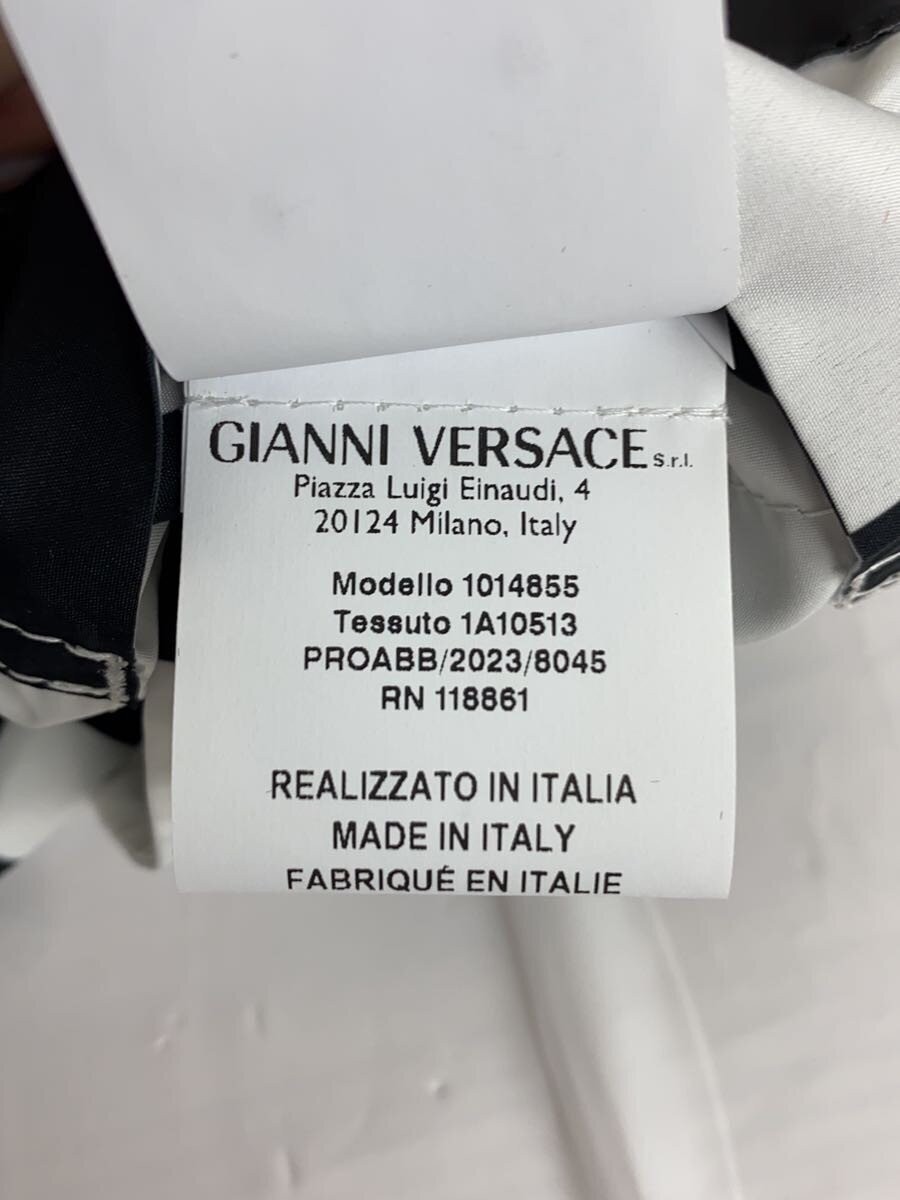 GIANNI VERSACE s.r.l.
Piazza Luigi Einaudi, 4
20124 Milano, Italy
Modello 1014855
Tessuto 1A10513
PROABB/2023/8045
RN 118861
REALIZZATO IN ITALIA
MADE IN ITALY
FABRIQUÉ EN ITALIE